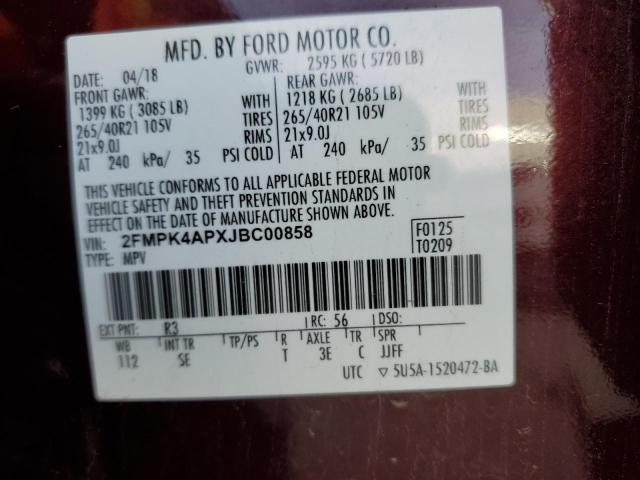 MFD. BY FORD MOTOR CO.
DATE: 04/18 GVWR: 2595 KG ( 5720 LB)
FRONT GAWR: REAR GAWR:
1399 KG ( 3085 LB) WITH 1218 KG ( 2685 LB) WITH
265/40R21 105V TIRES 265/40R21 105V TIRES
21x9.0J RIMS 21x9.0J RIMS
AT 240 kPa/ 35 PSI COLD AT 240 kPa/ 35 PSI COLD
THIS VEHICLE CONFORMS TO ALL APPLICABLE FEDERAL MOTOR
VEHICLE SAFETY AND THEFT PREVENTION STANDARDS IN
EFFECT ON THE DATE OF MANUFACTURE SHOWN ABOVE.
VIN: 2FMPK4APXJBC00858 F0125
TYPE: MPV T0209
EXT PNT: R3 RC: 56 DSO:
WB INT TR TP/PS R AXLE TR SPR
112 SE T 3E C JJFF
UTC ▽ 5U5A-1520472-BA